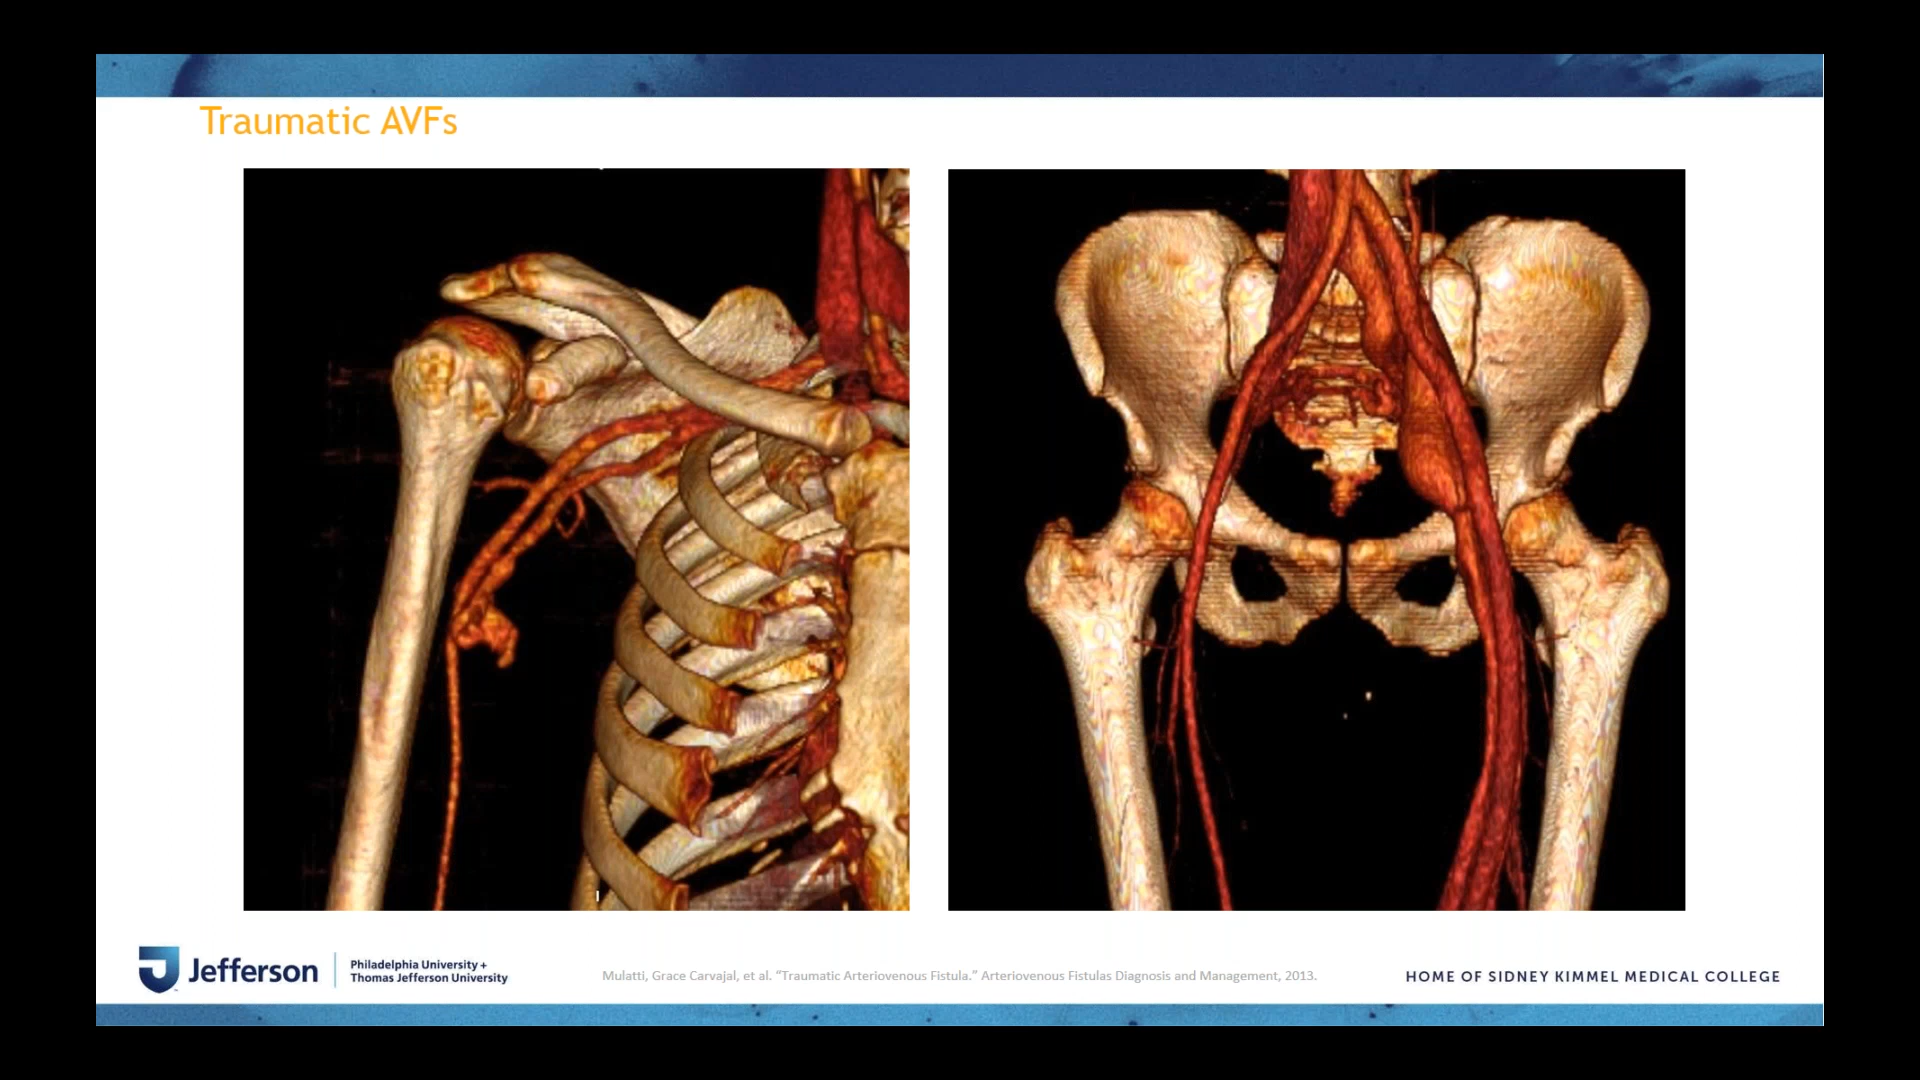 Traumatic AVFs
Jefferson
Philadelphia University +
Thomas Jefferson University
Mulatti, Grace Carvajal, et al. “Traumatic Arteriovenous Fistula.” Arteriovenous Fistulas Diagnosis and Management, 2013.
HOME OF SIDNEY KIMMEL MEDICAL COLLEGE